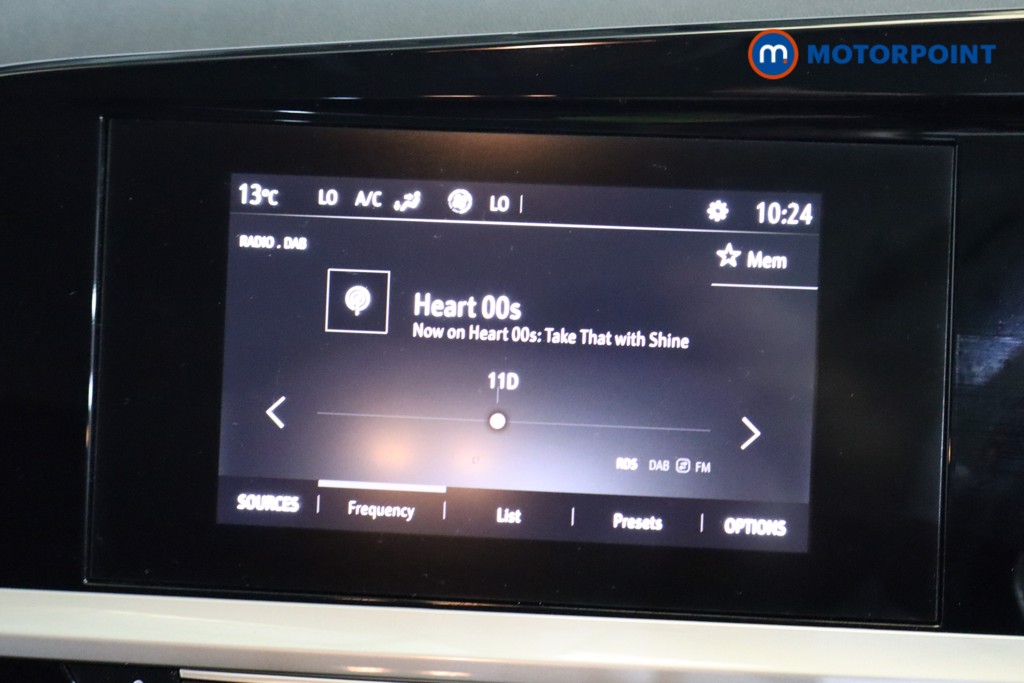 m MOTORPOINT
13°C LO A/C LO 10:24
RADIO . DAB
Mem
Heart 00s
Now on Heart 00s: Take That with Shine
11D
RDS DAB FM
SOURCES | Frequency | List | Presets | OPTIONS